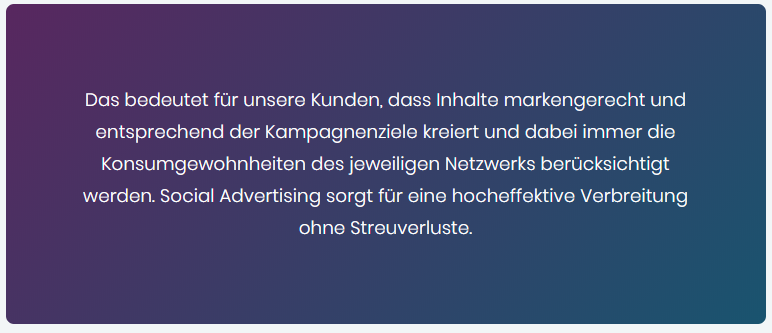 Das bedeutet für unsere Kunden, dass Inhalte markengerecht und
entsprechend der Kampagnenziele kreiert und dabei immer die
Konsumgewohnheiten des jeweiligen Netzwerks berücksichtigt
werden. Social Advertising sorgt für eine hocheffektive Verbreitung
ohne Streuverluste.